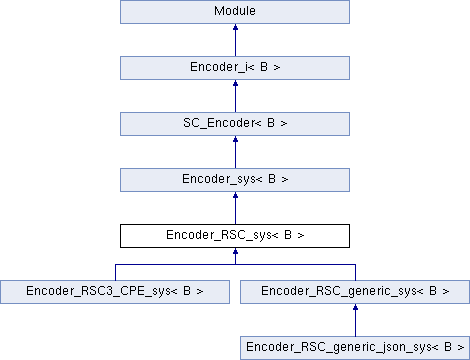 Module
Encoder_i< B >
SC_Encoder< B >
Encoder_sys< B >
Encoder_RSC_sys< B >
Encoder_RSC3_CPE_sys< B >
Encoder_RSC_generic_sys< B >
Encoder_RSC_generic_json_sys< B >